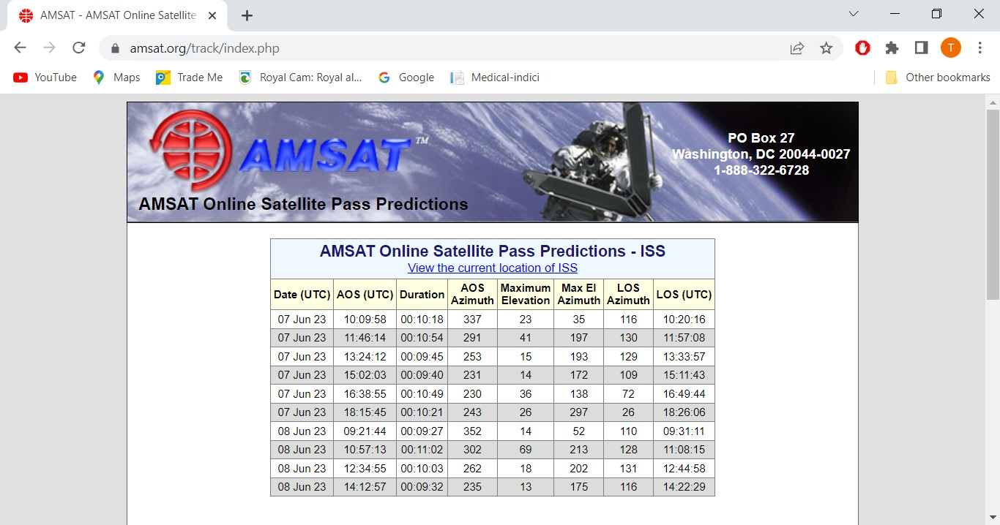 AMSAT - AMSAT Online Satellite
amsat.org/track/index.php
T
YouTube Maps Trade Me Royal Cam: Royal al... Google Medical-indici Other bookmarks
AMSAT TM
PO Box 27
Washington, DC 20044-0027
1-888-322-6728
AMSAT Online Satellite Pass Predictions
AMSAT Online Satellite Pass Predictions - ISS
View the current location of ISS
Date (UTC) AOS (UTC) Duration AOS Azimuth Maximum Elevation Max El Azimuth LOS Azimuth LOS (UTC)
07 Jun 23 10:09:58 00:10:18 337 23 35 116 10:20:16
07 Jun 23 11:46:14 00:10:54 291 41 197 130 11:57:08
07 Jun 23 13:24:12 00:09:45 253 15 193 129 13:33:57
07 Jun 23 15:02:03 00:09:40 231 14 172 109 15:11:43
07 Jun 23 16:38:55 00:10:49 230 36 138 72 16:49:44
07 Jun 23 18:15:45 00:10:21 243 26 297 26 18:26:06
08 Jun 23 09:21:44 00:09:27 352 14 52 110 09:31:11
08 Jun 23 10:57:13 00:11:02 302 69 213 128 11:08:15
08 Jun 23 12:34:55 00:10:03 262 18 202 131 12:44:58
08 Jun 23 14:12:57 00:09:32 235 13 175 116 14:22:29